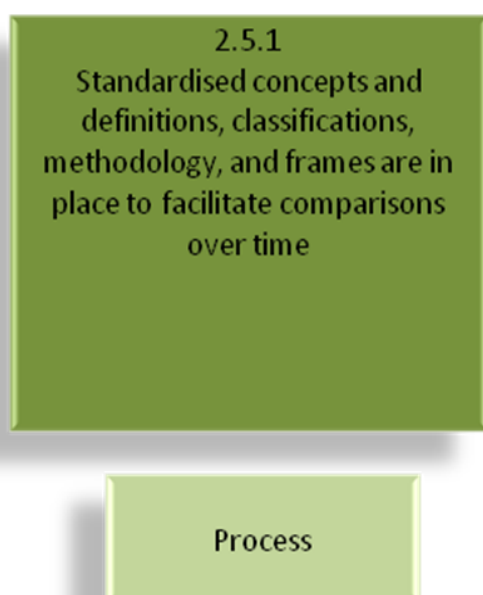 2.5.1
Standardised concepts and
definitions, classifications,
methodology, and frames are in
place to facilitate comparisons
over time
Process